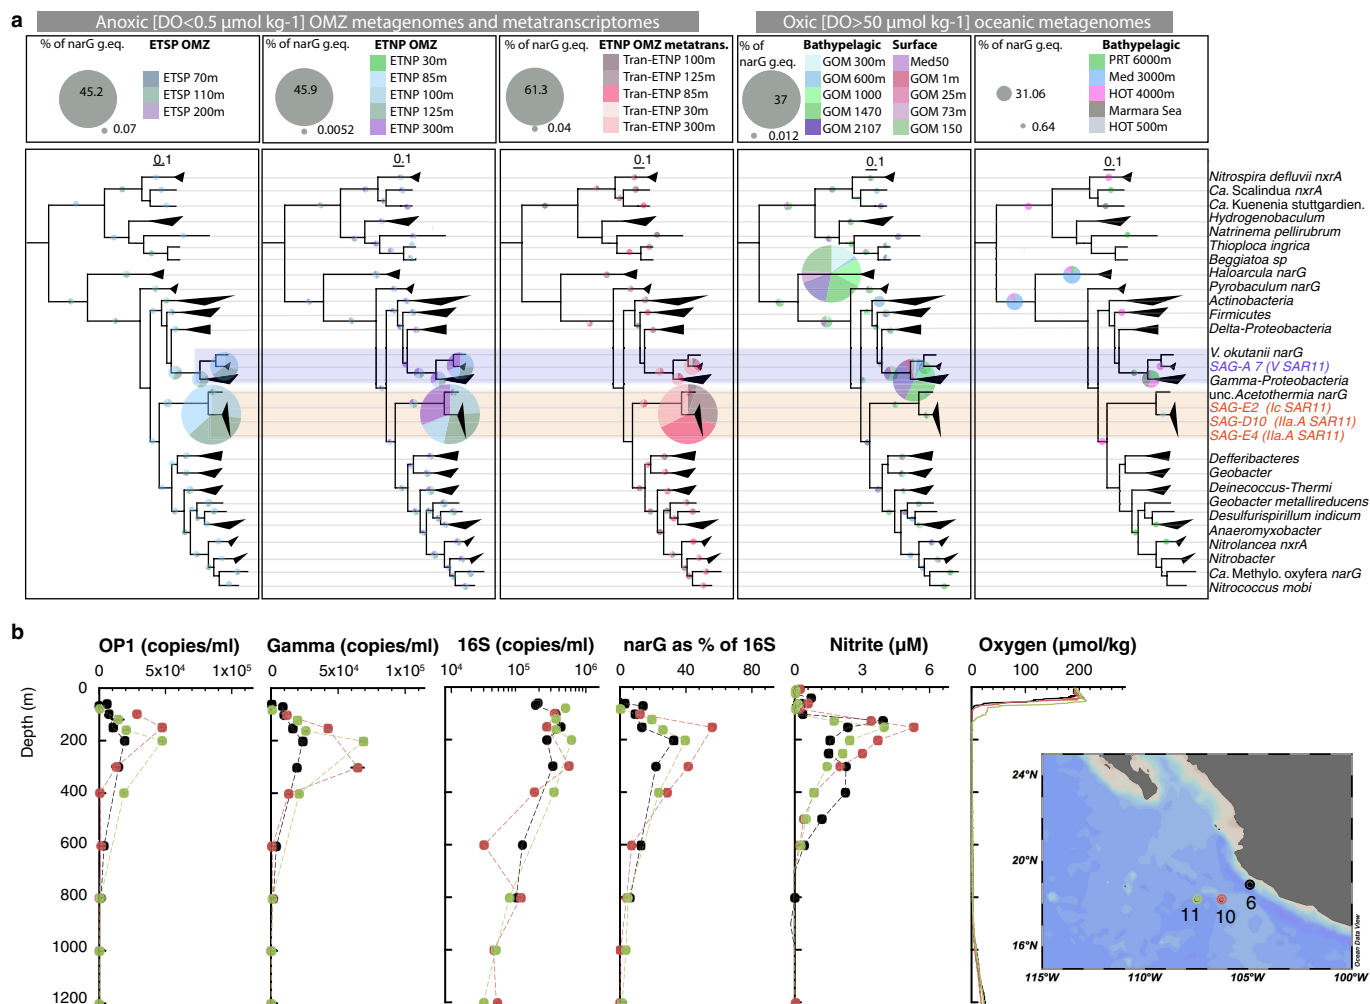 a
Anoxic [DO<0.5 µmol kg-1] OMZ metagenomes and metatranscriptomes
Oxic [DO>50 µmol kg-1] oceanic metagenomes
% of narG g.eq.
ETSP OMZ
45.2
0.07
ETSP 70m
ETSP 110m
ETSP 200m
% of narG g.eq.
ETNP OMZ
45.9
0.0052
ETNP 30m
ETNP 85m
ETNP 100m
ETNP 125m
ETNP 300m
% of narG g.eq.
ETNP OMZ metatrans.
61.3
0.04
Tran-ETNP 100m
Tran-ETNP 125m
Tran-ETNP 85m
Tran-ETNP 30m
Tran-ETNP 300m
% of
narG g.eq.
37
0.012
Bathypelagic
GOM 300m
GOM 600m
GOM 1000
GOM 1470
GOM 2107
Surface
Med50
GOM 1m
GOM 25m
GOM 73m
GOM 150
% of narG g.eq.
31.06
0.64
Bathypelagic
PRT 6000m
Med 3000m
HOT 4000m
Marmara Sea
HOT 500m
0.1
0.1
0.1
0.1
0.1
Nitrospira defluvii nxrA
Ca. Scalindua nxrA
Ca. Kuenenia stuttgardien.
Hydrogenobaculum
Natrinema pellirubrum
Thioploca ingrica
Beggiatoa sp
Haloarcula narG
Pyrobaculum narG
Actinobacteria
Firmicutes
Delta-Proteobacteria
V. okutanii narG
SAG-A 7 (V SAR11)
Gamma-Proteobacteria
unc.Acetothermia narG
SAG-E2 (Ic SAR11)
SAG-D10 (IIa.A SAR11)
SAG-E4 (IIa.A SAR11)
Defferibacteres
Geobacter
Deinecoccus-Thermi
Geobacter metallireducens
Desulfurispirillum indicum
Anaeromyxobacter
Nitrolancea nxrA
Nitrobacter
Ca. Methylo. oxyfera narG
Nitrococcus mobi
b
OP1 (copies/ml)
0 5x10⁴ 1x10⁵
Gamma (copies/ml)
0 5x10⁴ 1x10⁵
16S (copies/ml)
10⁴ 10⁵ 10⁶
narG as % of 16S
0 40 80
Nitrite (µM)
0 3 6
Oxygen (µmol/kg)
0 100 200
Depth (m)
0
200
400
600
800
1000
1200
24°N
20°N
16°N
115°W
110°W
105°W
100°W
11
10
6
Ocean Data View